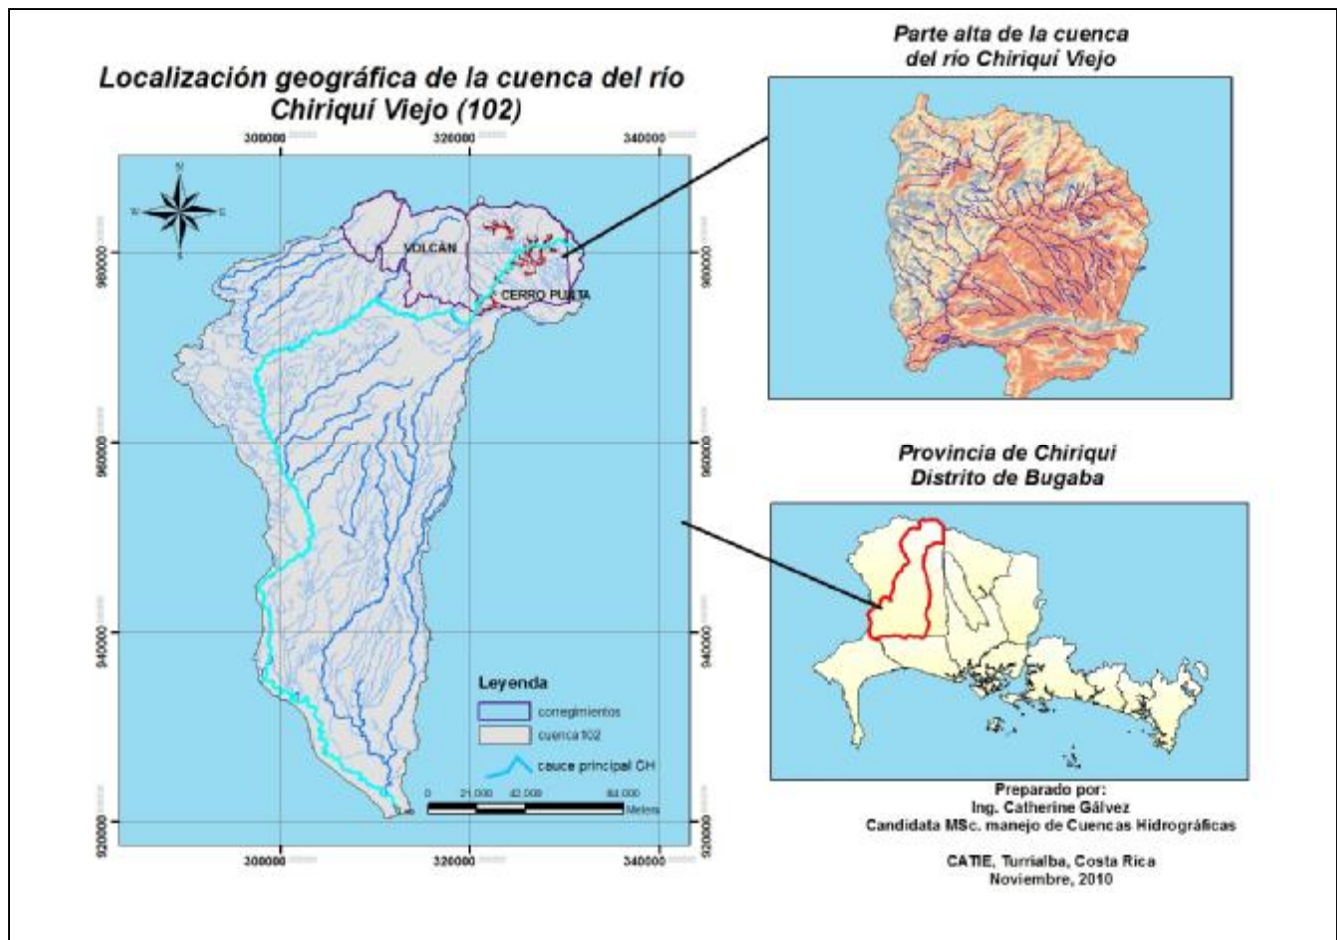 Localización geográfica de la cuenca del río
Chiriquí Viejo (102)
300000
320000
340000
N
W
E
S
980000
980000
VOLCÁN
CERRO PUNTA
960000
960000
940000
940000
920000
920000
Leyenda
corregimientos
cuenca 102
cauce principal CH
0
21.000
42.000
84.000
Meters
300000
320000
340000
Parte alta de la cuenca
del río Chiriquí Viejo
Provincia de Chiriqui
Distrito de Bugaba
Preparado por:
Ing. Catherine Gálvez
Candidata MSc. manejo de Cuencas Hidrográficas
CATIE, Turrialba, Costa Rica
Noviembre, 2010